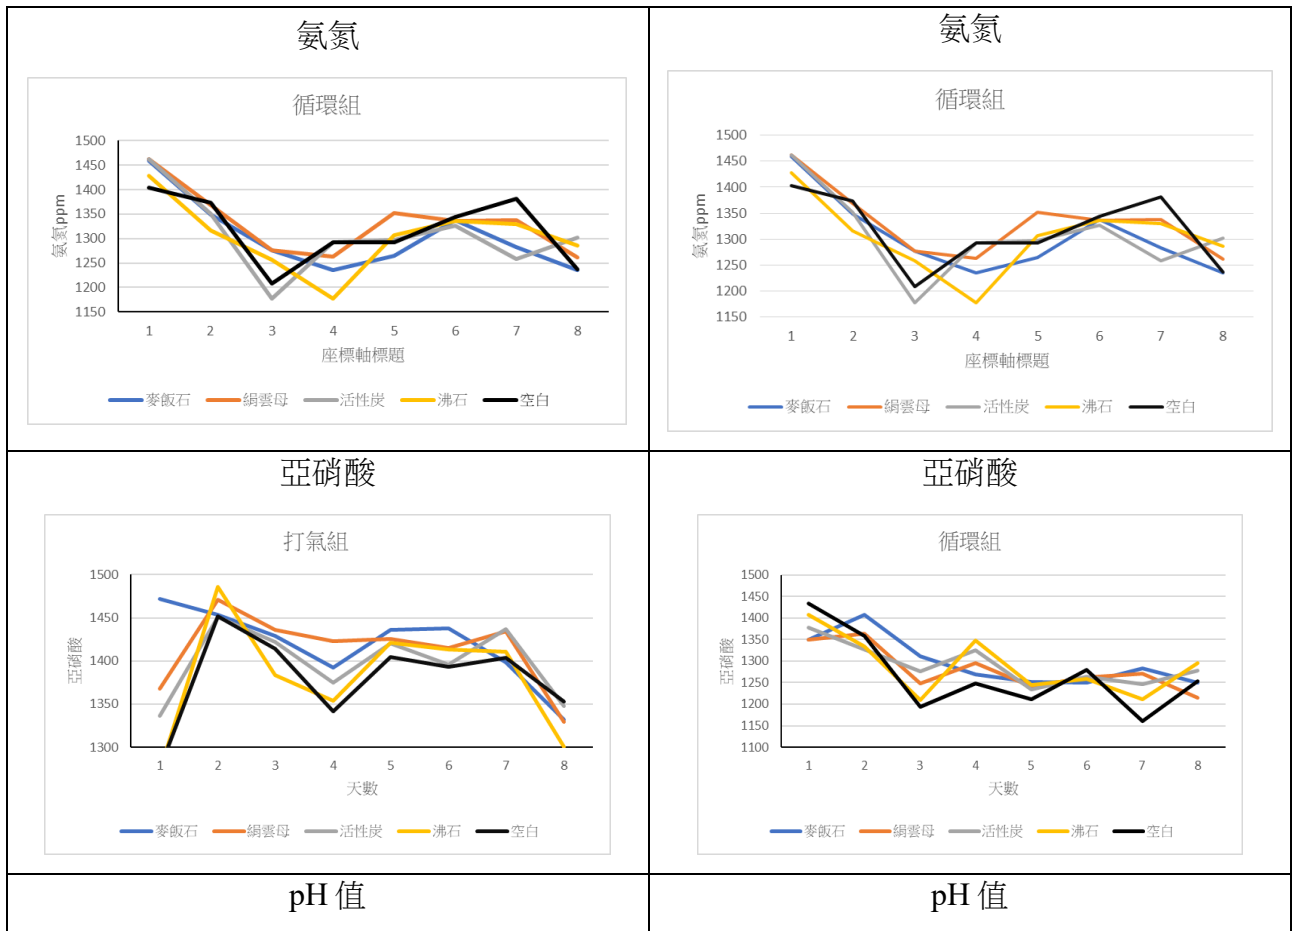 氨氮
循環組
1500
1450
1400
1350
1300
1250
1200
1150
氨氮ppm
1 2 3 4 5 6 7 8
座標軸標題
麥飯石 絹雲母 活性炭 沸石 空白
氨氮
循環組
1500
1450
1400
1350
1300
1250
1200
1150
氨氮ppm
1 2 3 4 5 6 7 8
座標軸標題
麥飯石 絹雲母 活性炭 沸石 空白
亞硝酸
打氣組
1500
1450
1400
1350
1300
亞硝酸
1 2 3 4 5 6 7 8
天數
麥飯石 絹雲母 活性炭 沸石 空白
亞硝酸
循環組
1500
1450
1400
1350
1300
1250
1200
1150
1100
亞硝酸
1 2 3 4 5 6 7 8
天數
麥飯石 絹雲母 活性炭 沸石 空白
pH 值
pH 值